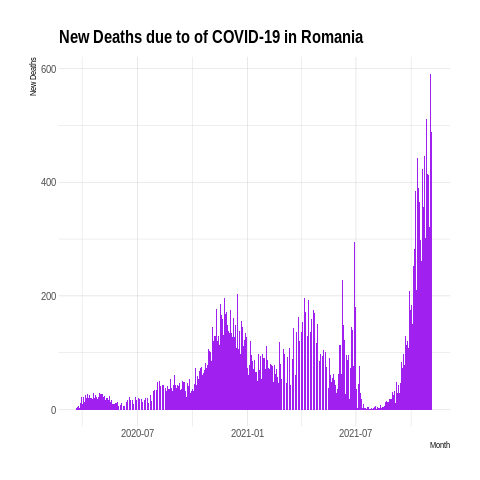 New Deaths due to of COVID-19 in Romania
New Deaths
600
400
200
0
2020-07
2021-01
2021-07
Month